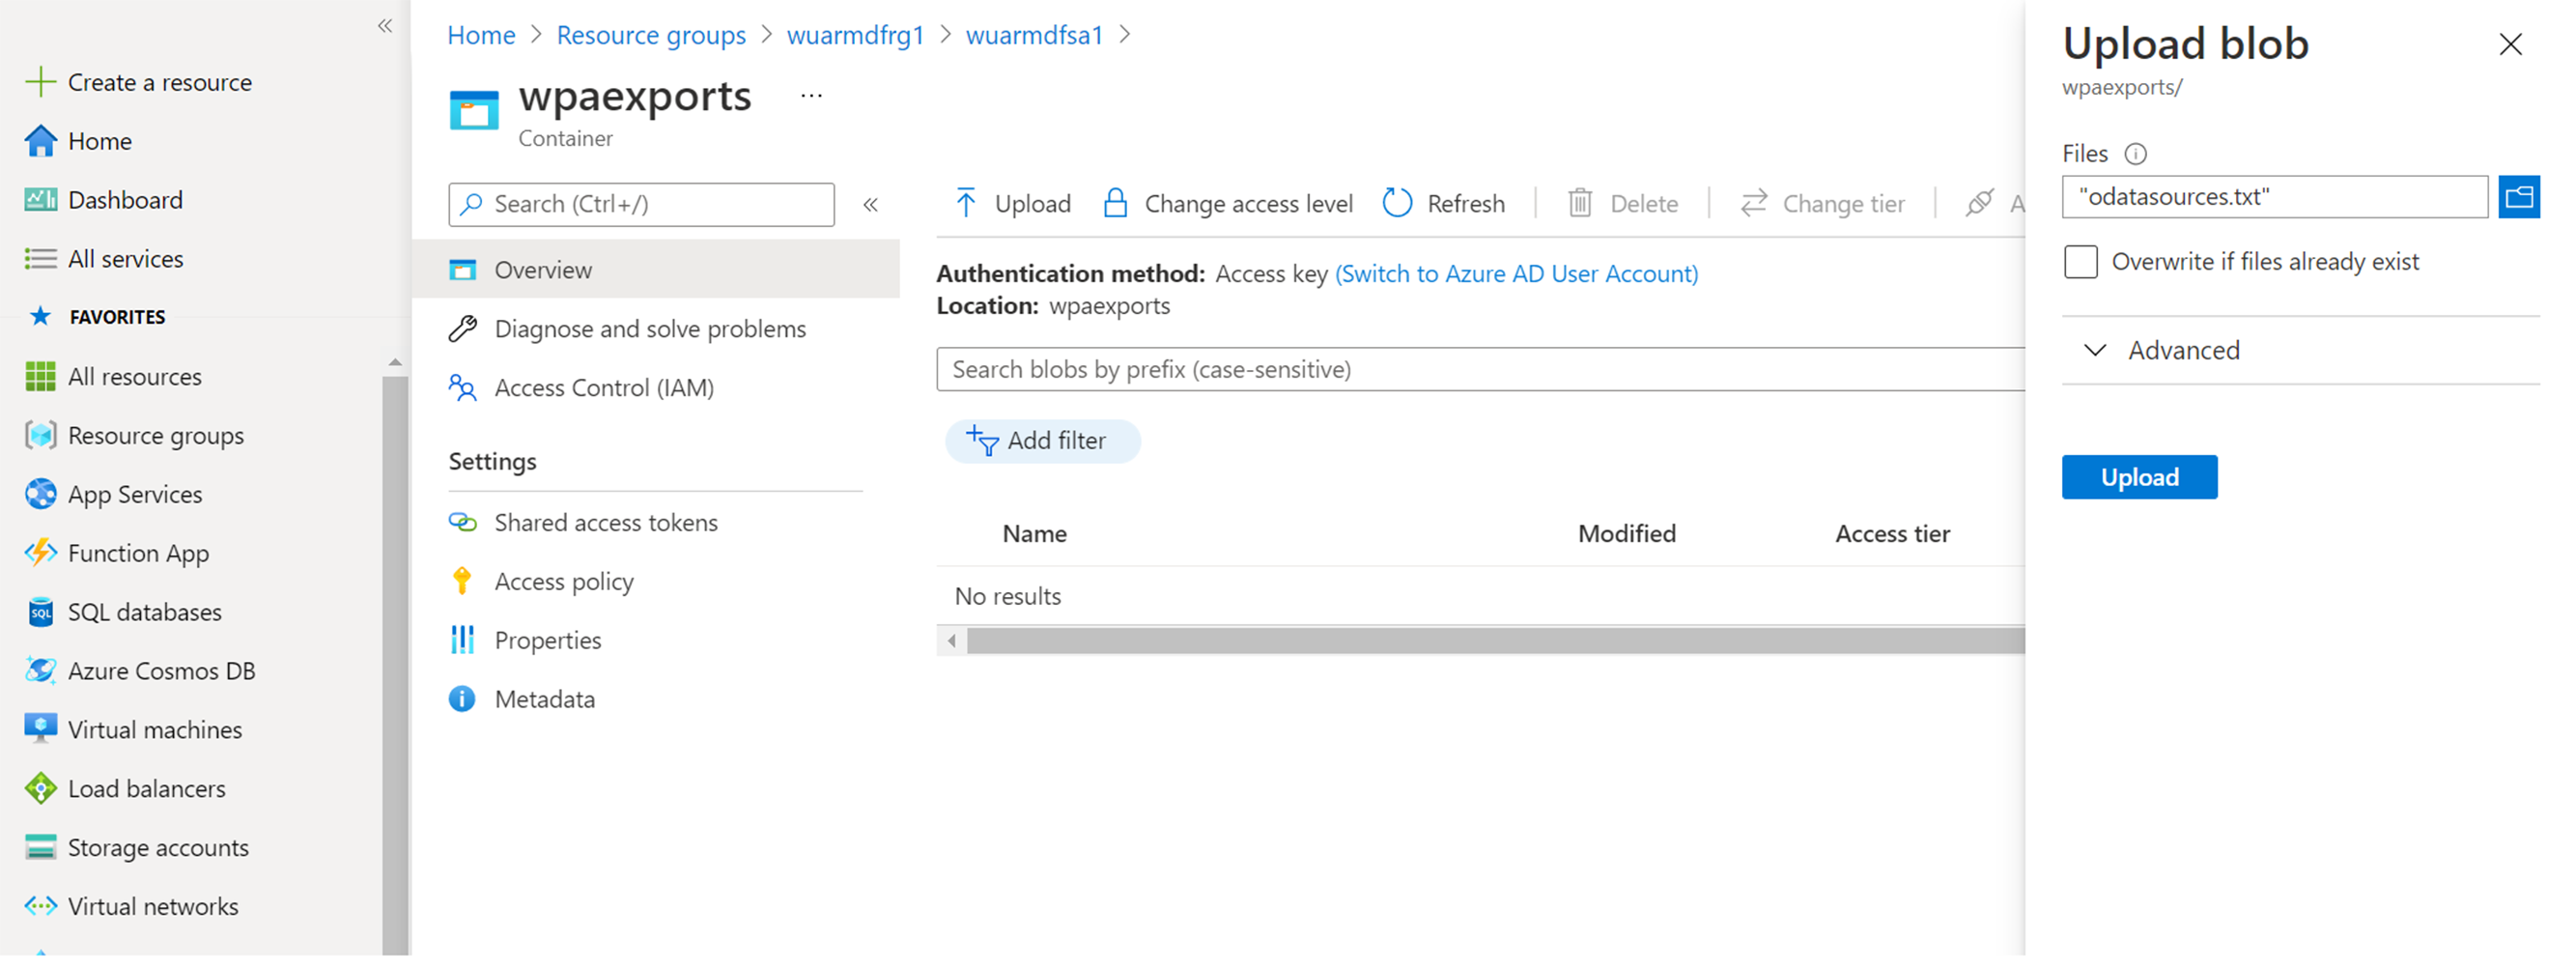 Create a resource
Home
Dashboard
All services
FAVORITES
All resources
Resource groups
App Services
Function App
SQL databases
Azure Cosmos DB
Virtual machines
Load balancers
Storage accounts
Virtual networks
Home > Resource groups > wuarmdfrg1 > wuarmdfsa1 >
wpaexports ...
Container
Search (Ctrl+/)
Overview
Diagnose and solve problems
Access Control (IAM)
Settings
Shared access tokens
Access policy
Properties
Metadata
Upload Change access level Refresh Delete Change tier A
Authentication method: Access key (Switch to Azure AD User Account)
Location: wpaexports
Search blobs by prefix (case-sensitive)
Add filter
Name Modified Access tier
No results
Upload blob
wpaexports/
Files
"odatasources.txt"
Overwrite if files already exist
Advanced
Upload